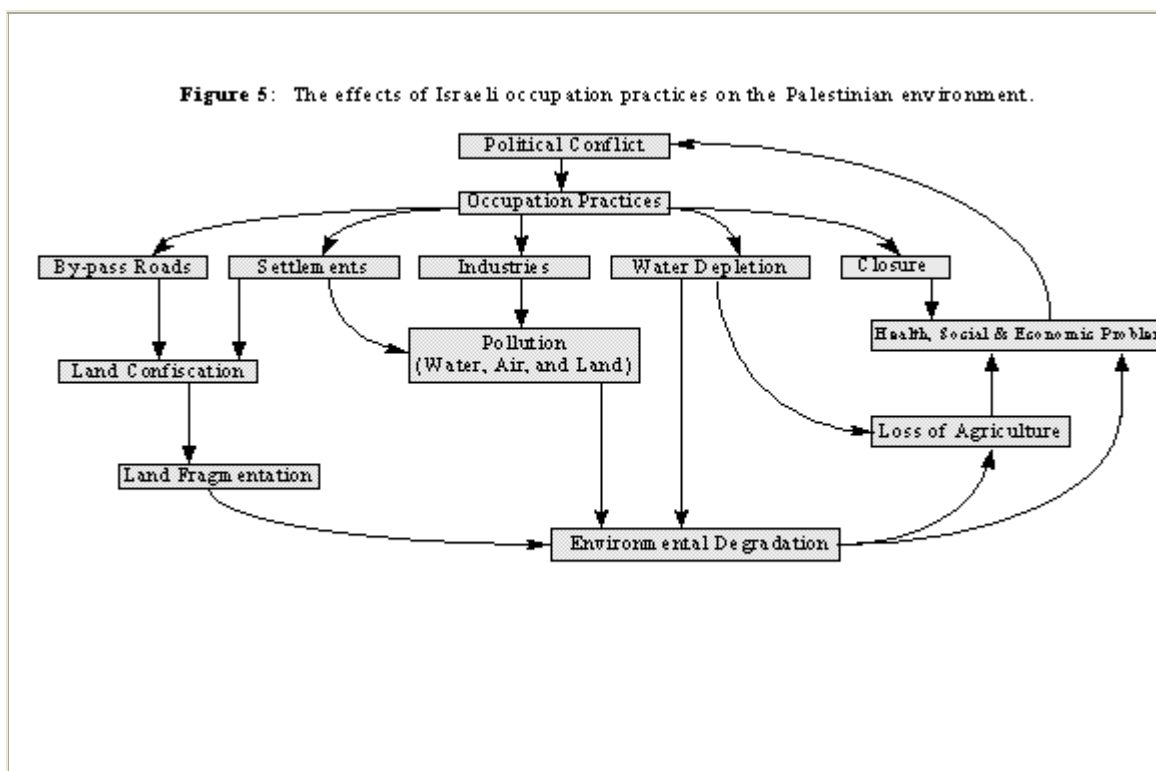 Figure 5: The effects of Israeli occupation practices on the Palestinian environment.
Political Conflict
Occupation Practices
By-pass Roads
Settlements
Industries
Water Depletion
Closure
Health, Social & Economic Problem
Pollution
(Water, Air, and Land)
Land Confiscation
Loss of Agriculture
Land Fragmentation
Environmental Degradation